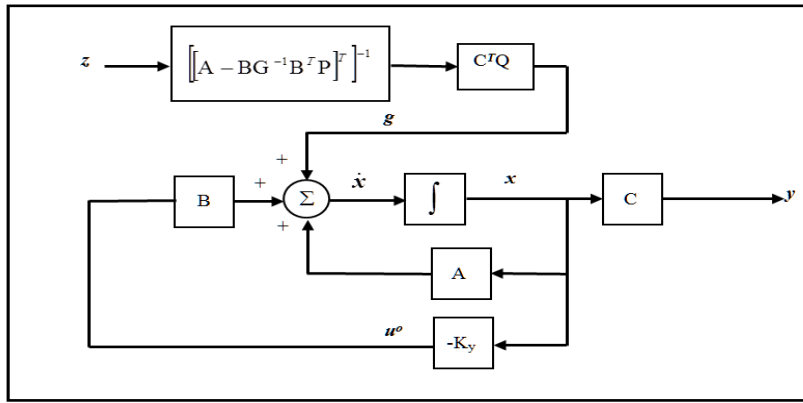 z
[[A – BG⁻¹BᵀP]ᵀ]⁻¹
CᵀQ
g
+
B
+
Σ
+
ẋ
∫
x
C
y
A
uᵒ
-Kᵧ